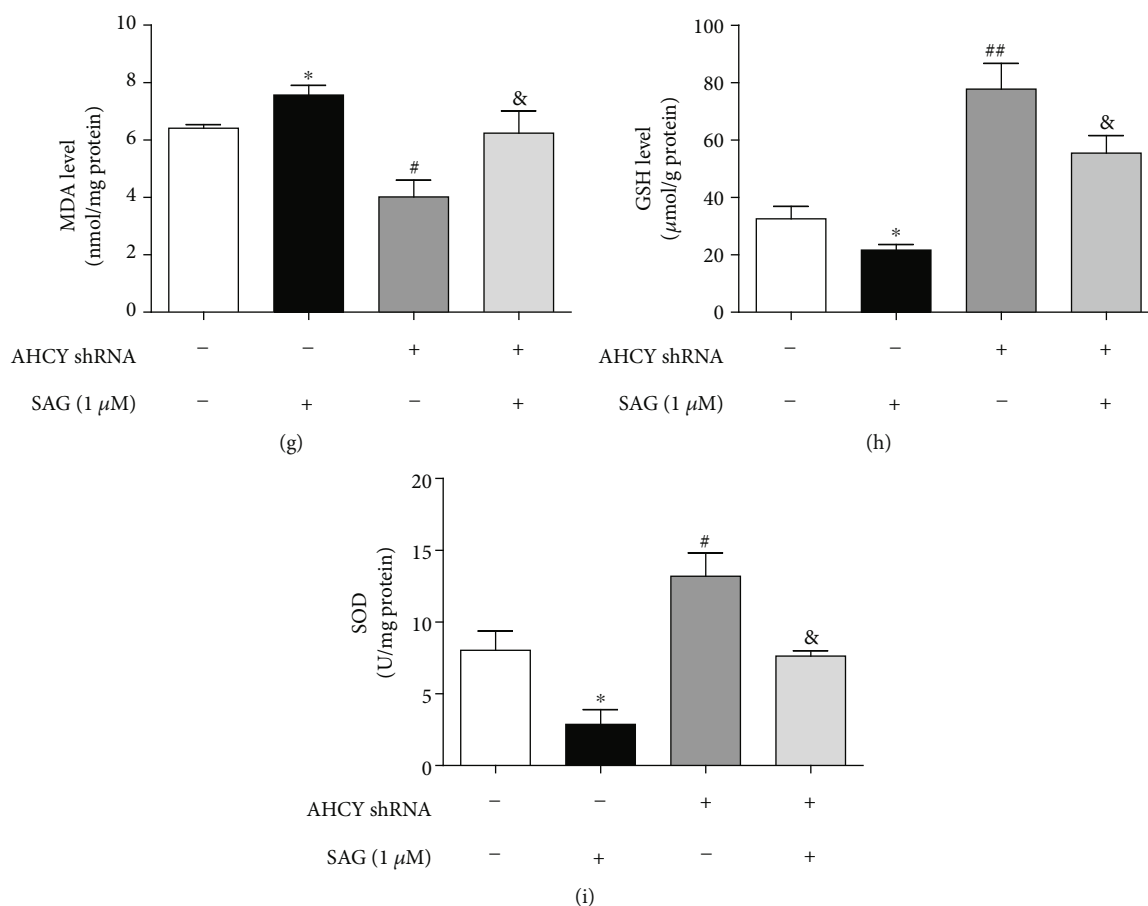 10
8
6
4
2
0
MDA level
(nmol/mg protein)
*
#
&
AHCY shRNA
– – + +
SAG (1 μM)
– + – +
(g)
100
80
60
40
20
0
GSH level
(μmol/g protein)
*
##
&
AHCY shRNA
– – + +
SAG (1 μM)
– + – +
(h)
20
15
10
5
0
SOD
(U/mg protein)
*
#
&
AHCY shRNA
– – + +
SAG (1 μM)
– + – +
(i)